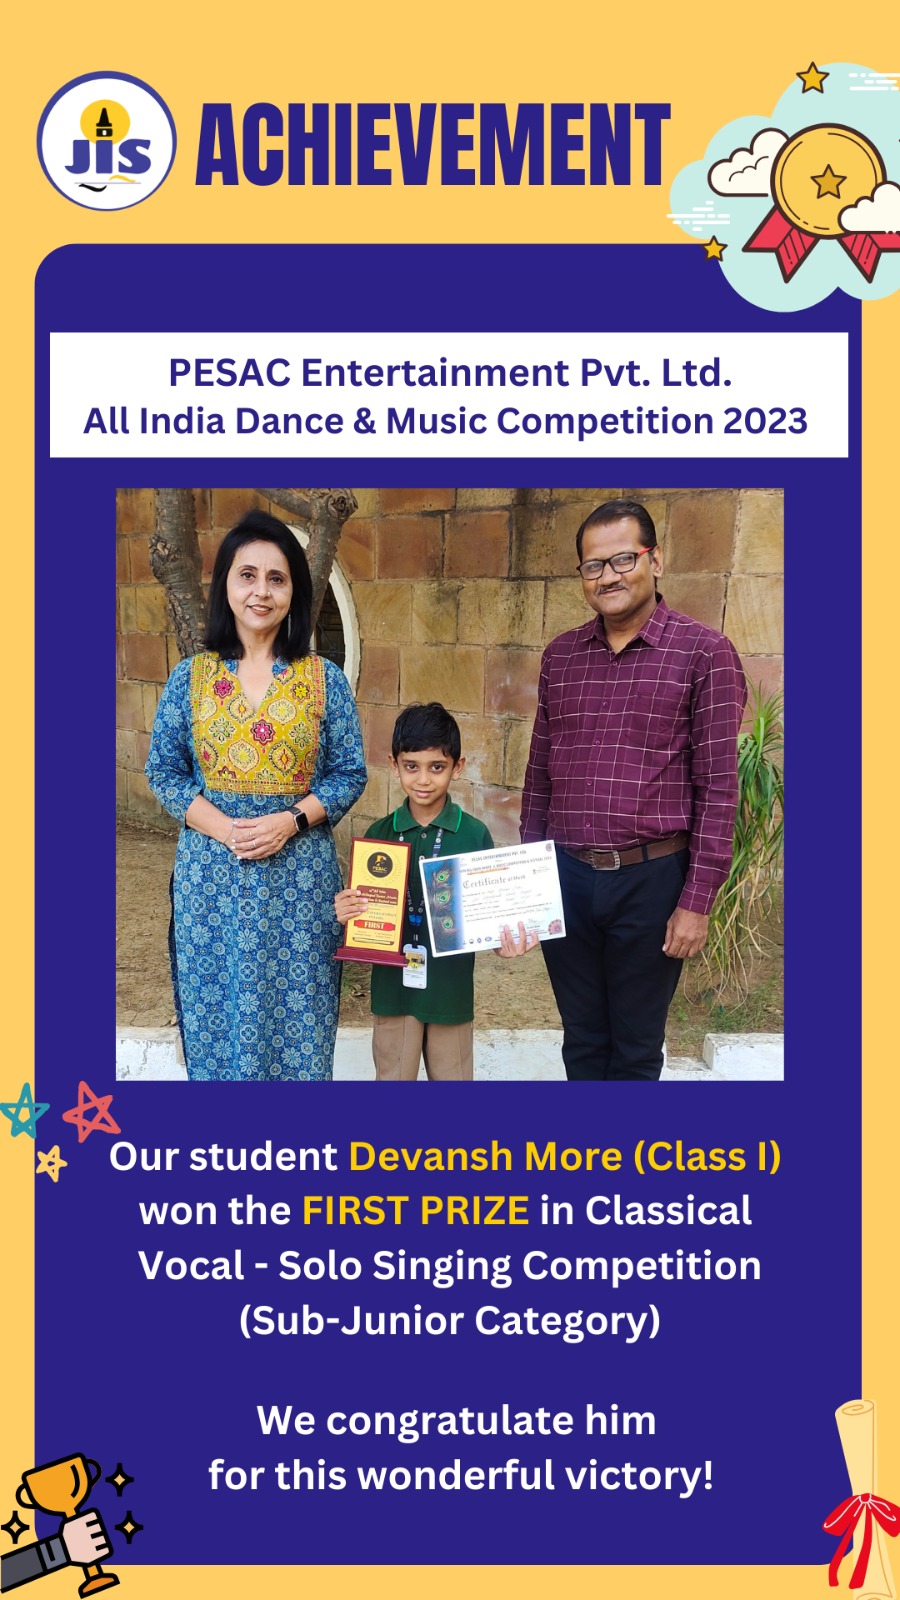 JIS
ACHIEVEMENT
PESAC Entertainment Pvt. Ltd.
All India Dance & Music Competition 2023
PESAC
FIRST
Certificate of Merit
Our student Devansh More (Class I)
won the FIRST PRIZE in Classical
Vocal - Solo Singing Competition
(Sub-Junior Category)
We congratulate him
for this wonderful victory!